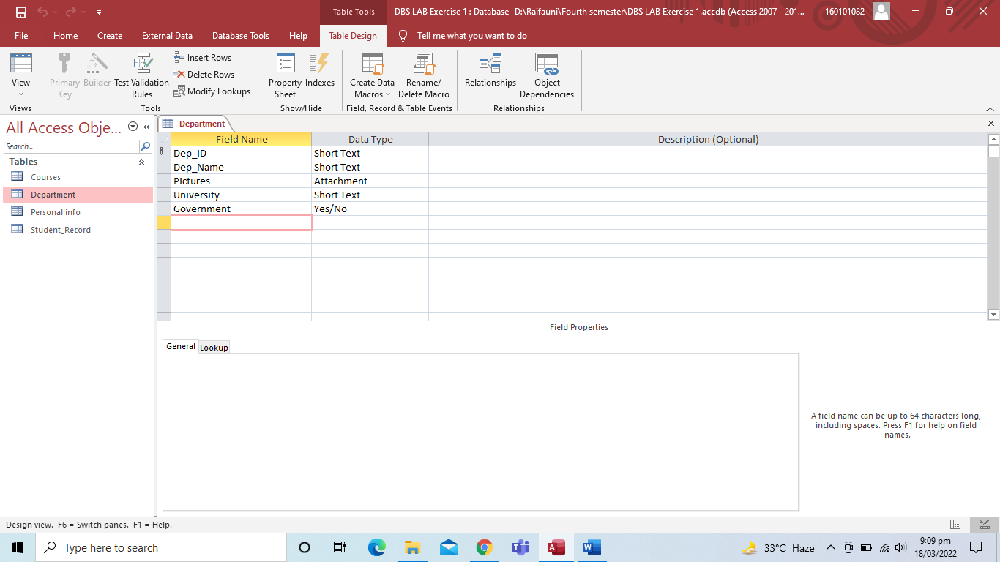 Table Tools
DBS LAB Exercise 1 : Database- D:\Raifauni\Fourth semester\DBS LAB Exercise 1.accdb (Access 2007 - 201...
160101082
File Home Create External Data Database Tools Help Table Design Tell me what you want to do
View
Primary Key
Builder
Test Validation Rules
Insert Rows
Delete Rows
Modify Lookups
Property Sheet
Indexes
Create Data Macros
Rename/ Delete Macro
Relationships
Object Dependencies
Views Tools Show/Hide Field, Record & Table Events Relationships
All Access Obje...
Search...
Tables
Courses
Department
Personal info
Student_Record
Department
Field Name Data Type Description (Optional)
Dep_ID Short Text
Dep_Name Short Text
Pictures Attachment
University Short Text
Government Yes/No
Field Properties
General Lookup
A field name can be up to 64 characters long,
including spaces. Press F1 for help on field
names.
Design view. F6 = Switch panes. F1 = Help.
Type here to search
33°C Haze
9:09 pm
18/03/2022